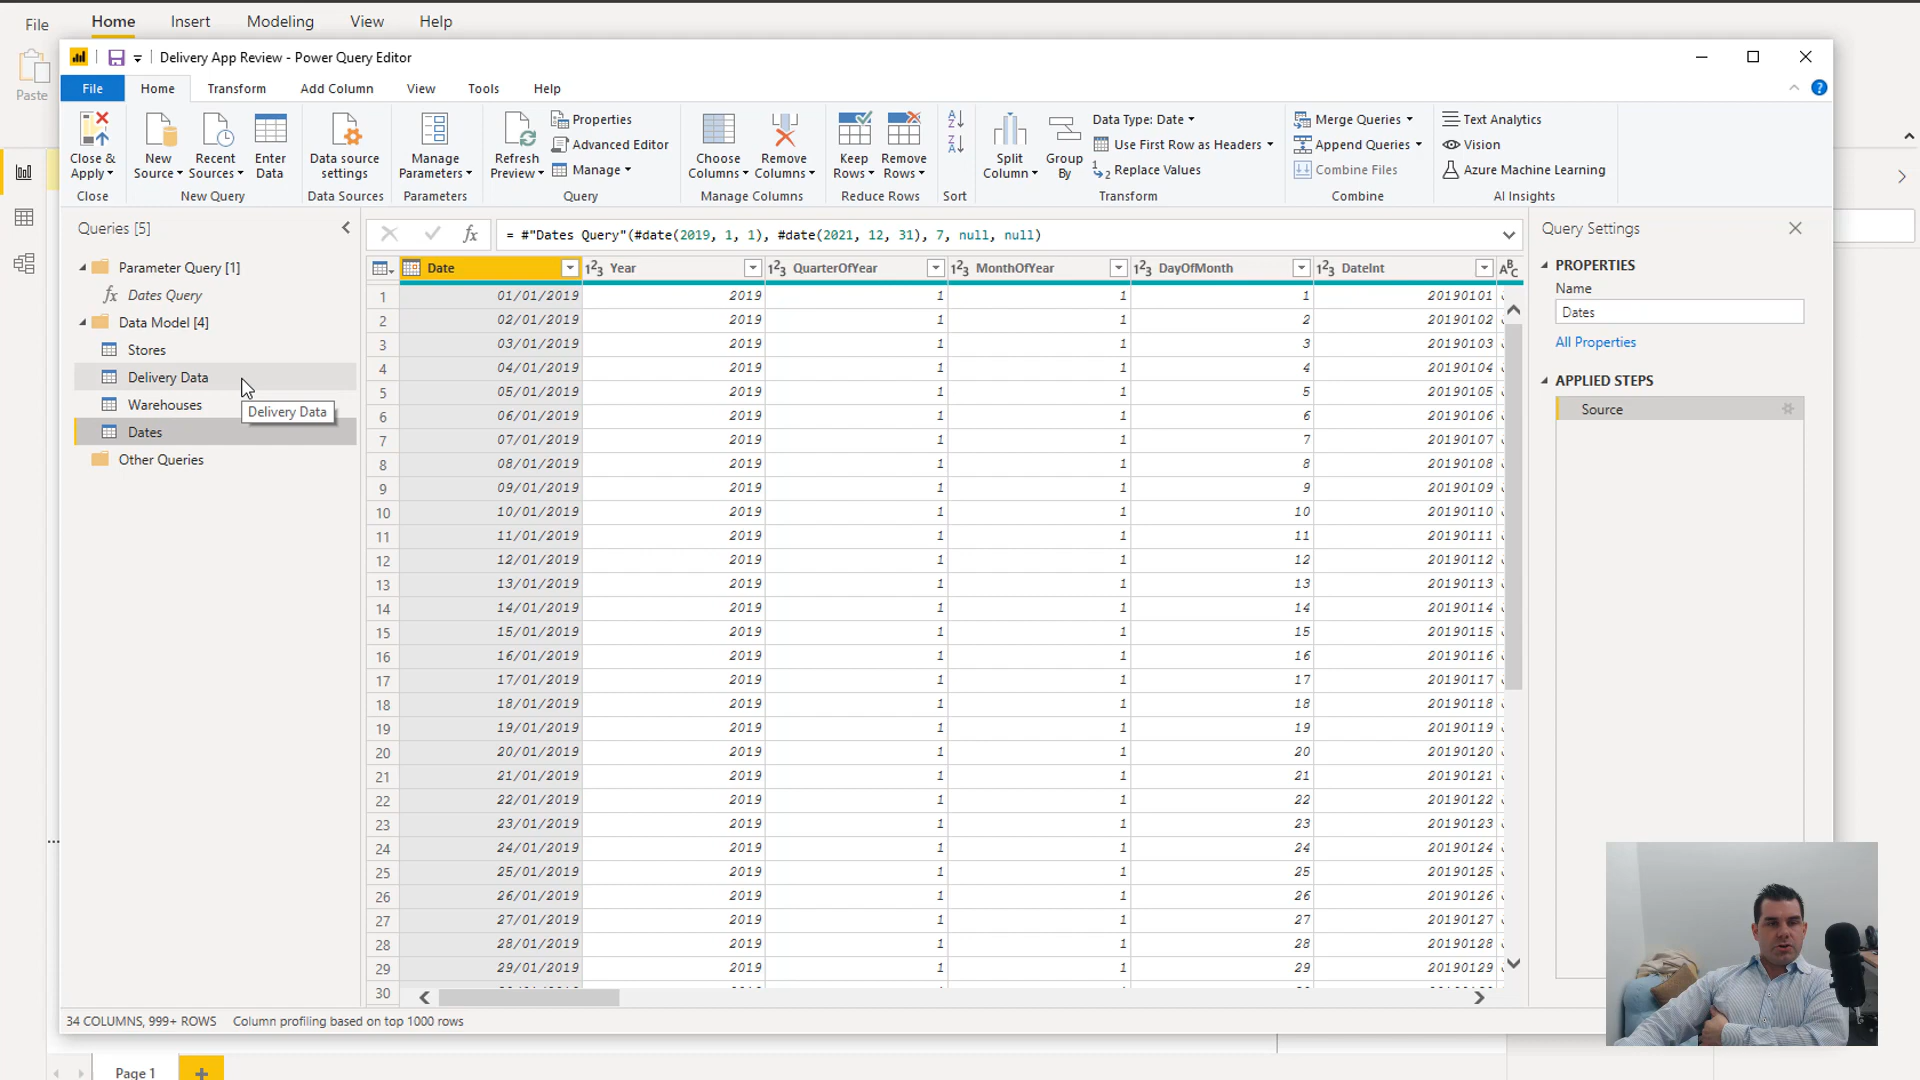 File Home Insert Modeling View Help
Paste
Delivery App Review - Power Query Editor
File Home Transform Add Column View Tools Help
Close & Apply
New Source
Recent Sources
Enter Data
Data source settings
Manage Parameters
Refresh Preview
Properties
Advanced Editor
Manage
Choose Columns
Remove Columns
Keep Rows
Remove Rows
Split Column
Group By
Data Type: Date
Use First Row as Headers
Replace Values
Merge Queries
Append Queries
Combine Files
Text Analytics
Vision
Azure Machine Learning
Close New Query Data Sources Parameters Query Manage Columns Reduce Rows Sort Transform Combine AI Insights
Queries [5]
Parameter Query [1]
fx Dates Query
Data Model [4]
Stores
Delivery Data
Warehouses
Delivery Data
Dates
Other Queries
fx = #"Dates Query"(#date(2019, 1, 1), #date(2021, 12, 31), 7, null, null)
Date 123 Year 123 QuarterOfYear 123 MonthOfYear 123 DayOfMonth 123 DateInt ABC
1 01/01/2019 2019 1 1 1 20190101
2 02/01/2019 2019 1 1 2 20190102
3 03/01/2019 2019 1 1 3 20190103
4 04/01/2019 2019 1 1 4 20190104
5 05/01/2019 2019 1 1 5 20190105
6 06/01/2019 2019 1 1 6 20190106
7 07/01/2019 2019 1 1 7 20190107
8 08/01/2019 2019 1 1 8 20190108
9 09/01/2019 2019 1 1 9 20190109
10 10/01/2019 2019 1 1 10 20190110
11 11/01/2019 2019 1 1 11 20190111
12 12/01/2019 2019 1 1 12 20190112
13 13/01/2019 2019 1 1 13 20190113
14 14/01/2019 2019 1 1 14 20190114
15 15/01/2019 2019 1 1 15 20190115
16 16/01/2019 2019 1 1 16 20190116
17 17/01/2019 2019 1 1 17 20190117
18 18/01/2019 2019 1 1 18 20190118
19 19/01/2019 2019 1 1 19 20190119
20 20/01/2019 2019 1 1 20 20190120
21 21/01/2019 2019 1 1 21 20190121
22 22/01/2019 2019 1 1 22 20190122
23 23/01/2019 2019 1 1 23 20190123
24 24/01/2019 2019 1 1 24 20190124
25 25/01/2019 2019 1 1 25 20190125
26 26/01/2019 2019 1 1 26 20190126
27 27/01/2019 2019 1 1 27 20190127
28 28/01/2019 2019 1 1 28 20190128
29 29/01/2019 2019 1 1 29 20190129
30
Query Settings
PROPERTIES
Name
Dates
All Properties
APPLIED STEPS
Source
34 COLUMNS, 999+ ROWS Column profiling based on top 1000 rows
Page 1